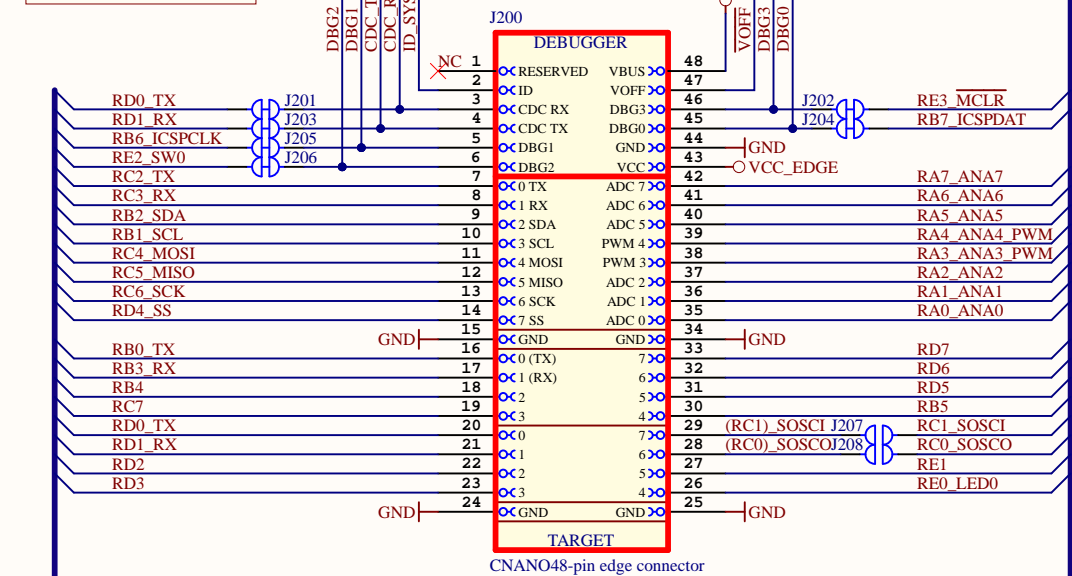 DBG2
DBG1
CDC_T
CDC_R
ID_SYS
VOFF
DBG3
DBG0
J200
DEBUGGER
NC 1 RESERVED VBUS 48
2 ID VOFF 47
RD0_TX J201 3 CDC RX DBG3 46 J202 RE3_MCLR
RD1_RX J203 4 CDC TX DBG0 45 J204 RB7_ICSPDAT
RB6_ICSPCLK J205 5 DBG1 GND 44 GND
RE2_SW0 J206 6 DBG2 VCC 43 VCC_EDGE
RC2_TX 7 0 TX ADC 7 42 RA7_ANA7
RC3_RX 8 1 RX ADC 6 41 RA6_ANA6
RB2_SDA 9 2 SDA ADC 5 40 RA5_ANA5
RB1_SCL 10 3 SCL PWM 4 39 RA4_ANA4_PWM
RC4_MOSI 11 4 MOSI PWM 3 38 RA3_ANA3_PWM
RC5_MISO 12 5 MISO ADC 2 37 RA2_ANA2
RC6_SCK 13 6 SCK ADC 1 36 RA1_ANA1
RD4_SS 14 7 SS ADC 0 35 RA0_ANA0
GND 15 GND GND 34 GND
RB0_TX 16 0 (TX) 7 33 RD7
RB3_RX 17 1 (RX) 6 32 RD6
RB4 18 2 5 31 RD5
RC7 19 3 4 30 RB5
RD0_TX 20 0 7 29 (RC1)_SOSCI J207 RC1_SOSCI
RD1_RX 21 1 6 28 (RC0)_SOSCO J208 RC0_SOSCO
RD2 22 2 5 27 RE1
RD3 23 3 4 26 RE0_LED0
GND 24 GND GND 25 GND
TARGET
CNANO48-pin edge connector